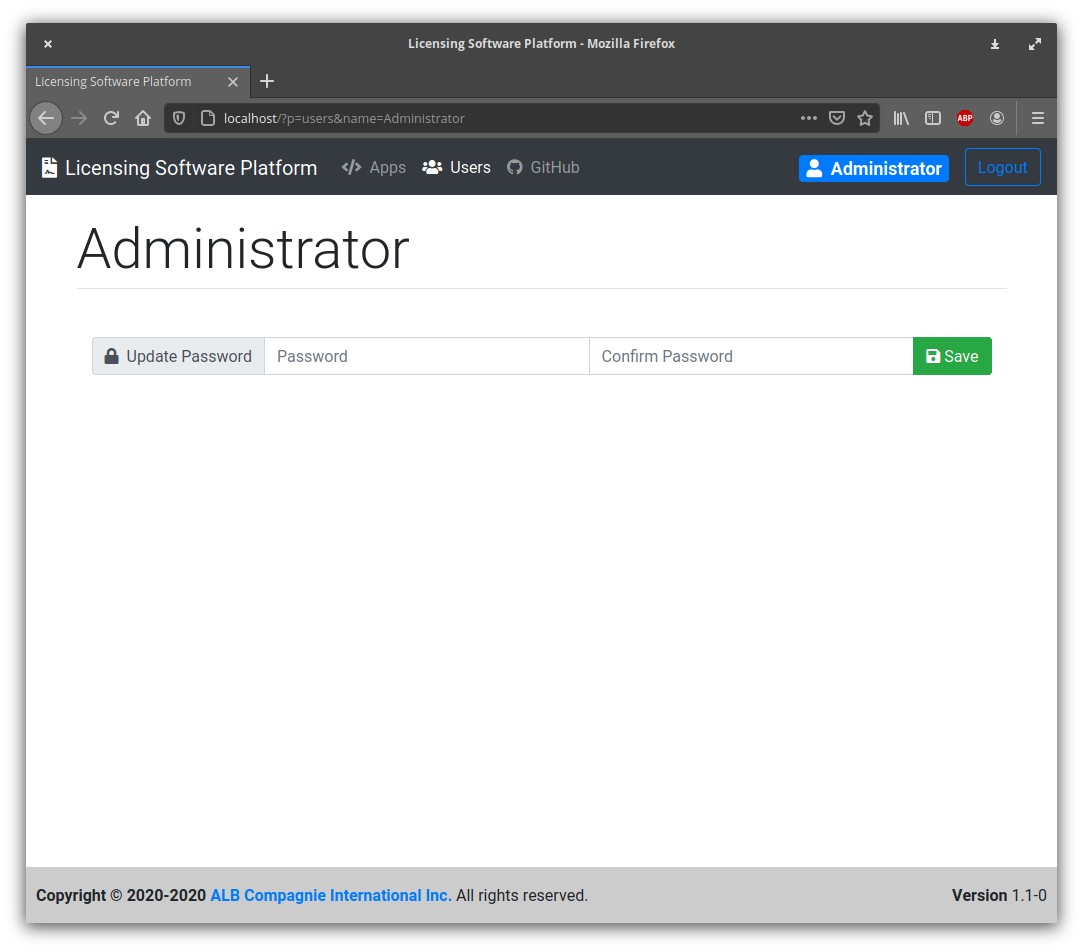 Licensing Software Platform - Mozilla Firefox
Licensing Software Platform
localhost/?p=users&name=Administrator
ABP
Licensing Software Platform Apps Users GitHub Administrator Logout
Administrator
Update Password Password Confirm Password Save
Copyright © 2020-2020 ALB Compagnie International Inc. All rights reserved. Version 1.1-0